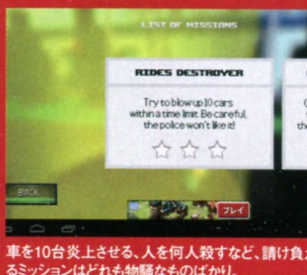 LIST OF MISSIONS
RIDES DESTROYER
Try to blow up 10 cars
within a time limit. Be careful,
the police won't like it!
BACK
プレイ
車を10台炎上させる、人を何人殺すなど、請け負
るミッションはどれも物騒なものばかり